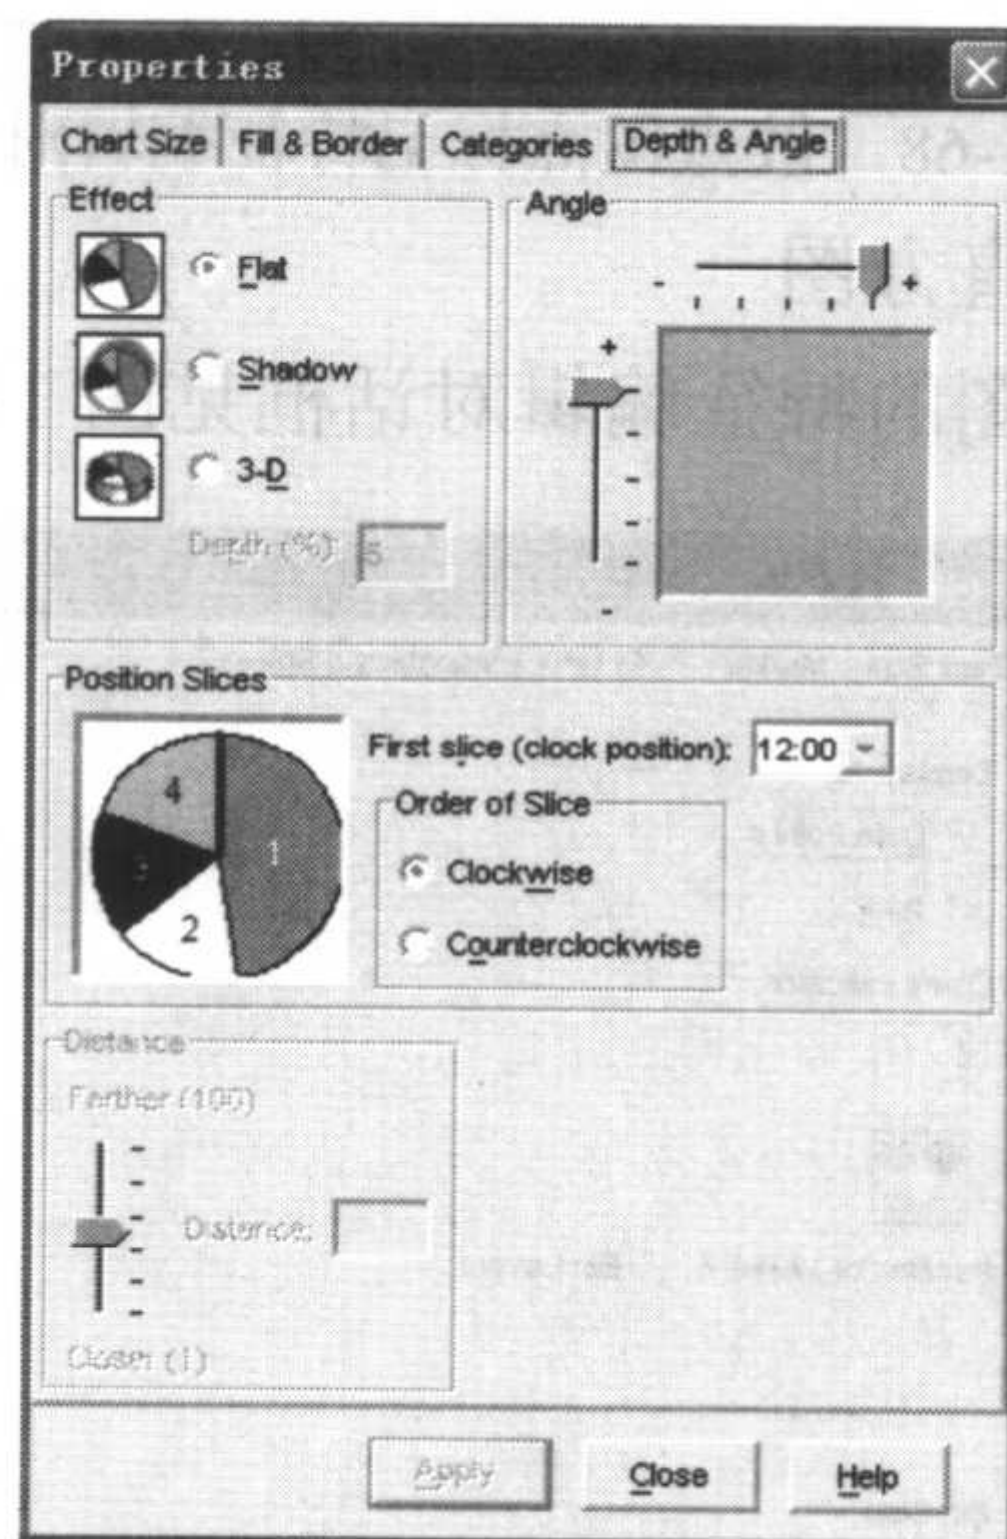 Properties
Chart Size Fill & Border Categories Depth & Angle
Effect
Flat
Shadow
3-D
Depth (%): 5
Angle
- +
+
-
Position Slices
4
1
3
2
First slice (clock position): 12:00
Order of Slice
Clockwise
Counterclockwise
Distance
Farther (100)
Distance:
Closer (1)
Apply Close Help